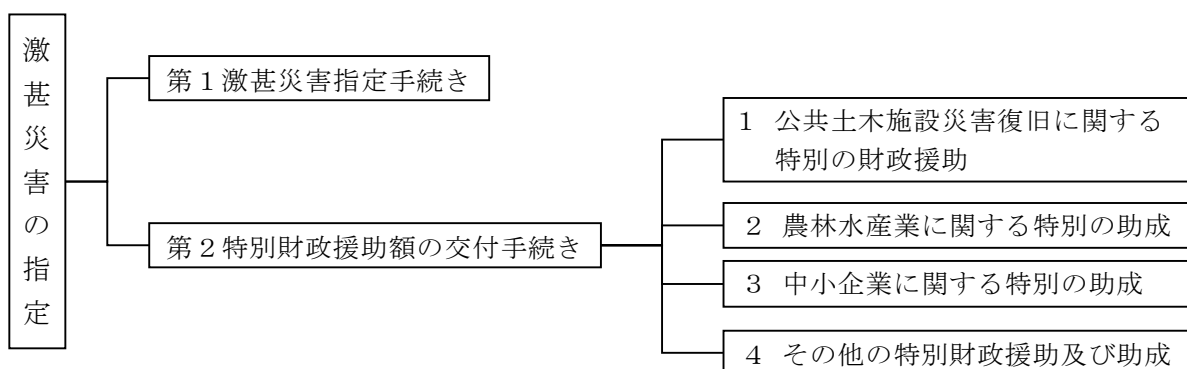 激甚災害の指定
第1激甚災害指定手続き
第2特別財政援助額の交付手続き
1 公共土木施設災害復旧に関する
特別の財政援助
2 農林水産業に関する特別の助成
3 中小企業に関する特別の助成
4 その他の特別財政援助及び助成